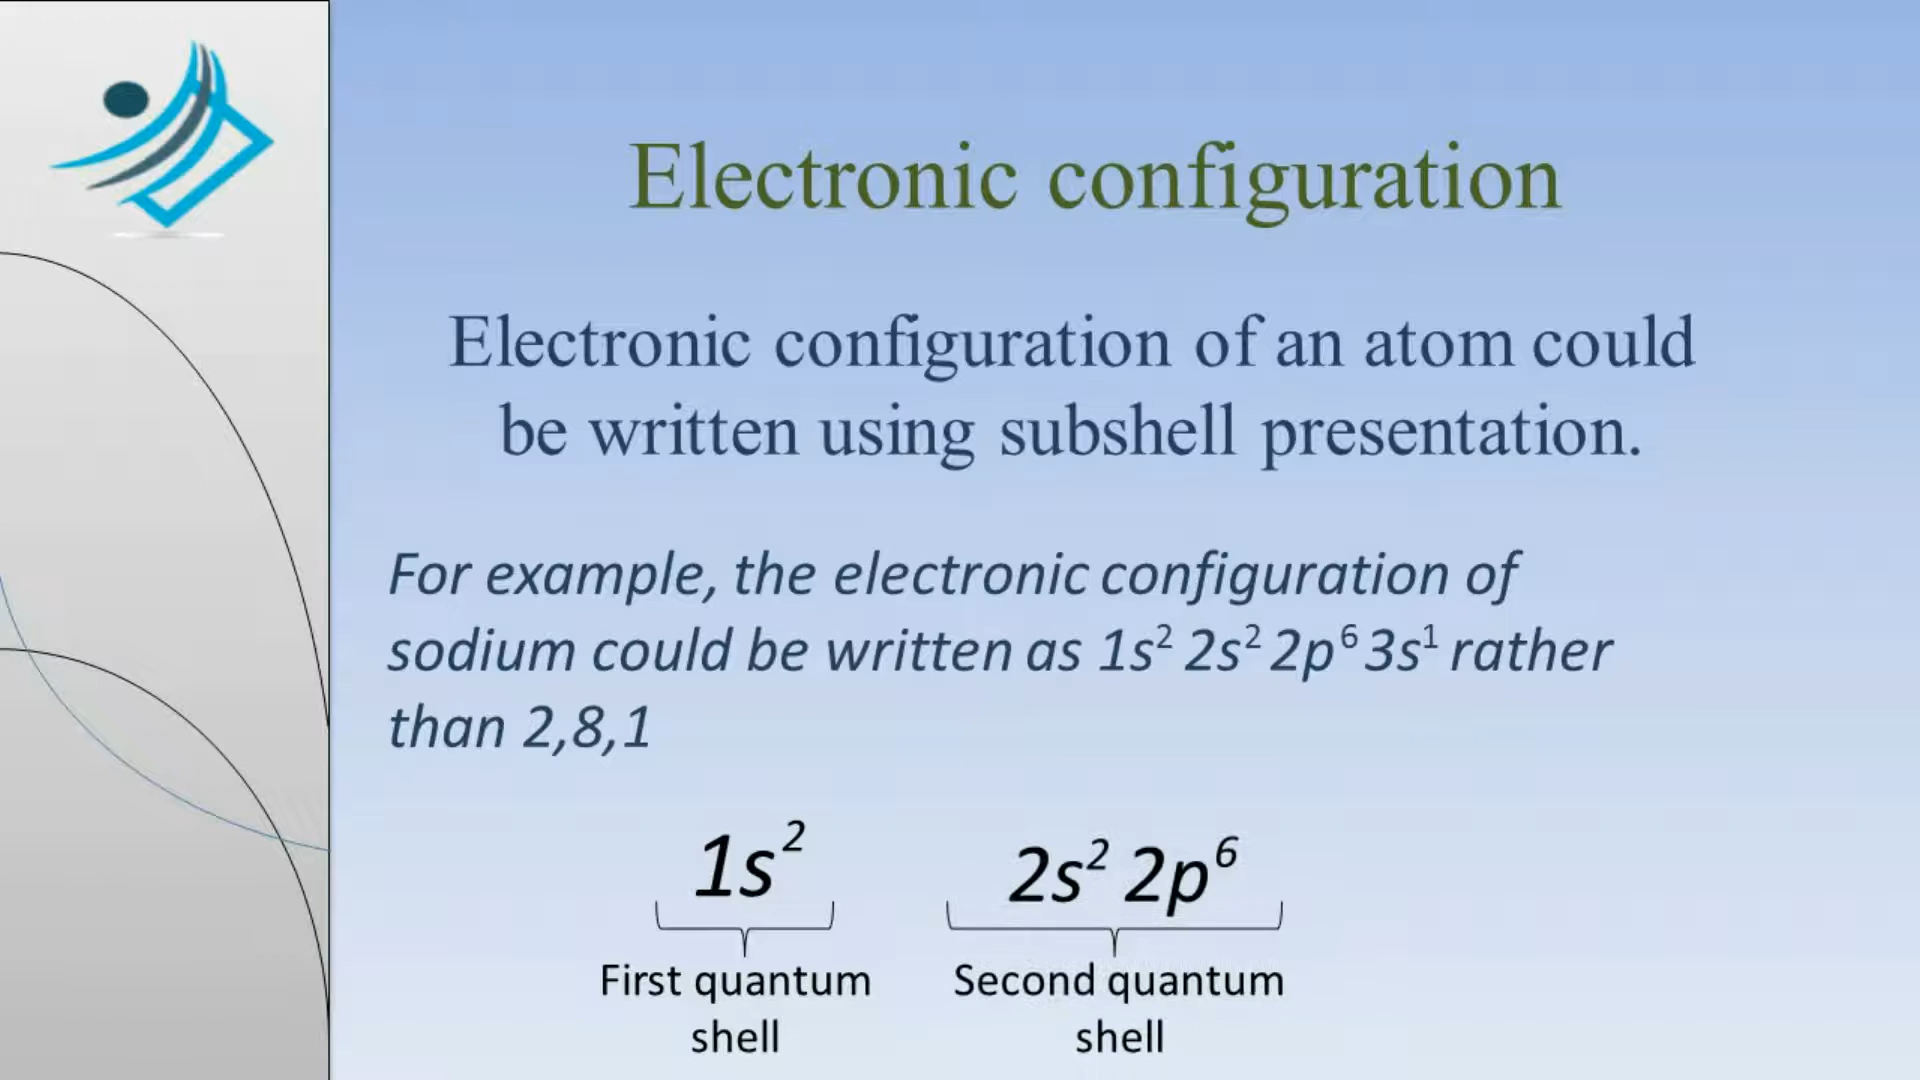 Electronic configuration
Electronic configuration of an atom could
be written using subshell presentation.
For example, the electronic configuration of
sodium could be written as 1s² 2s² 2p⁶ 3s¹ rather
than 2,8,1
1s² 2s² 2p⁶
First quantum shell
Second quantum shell